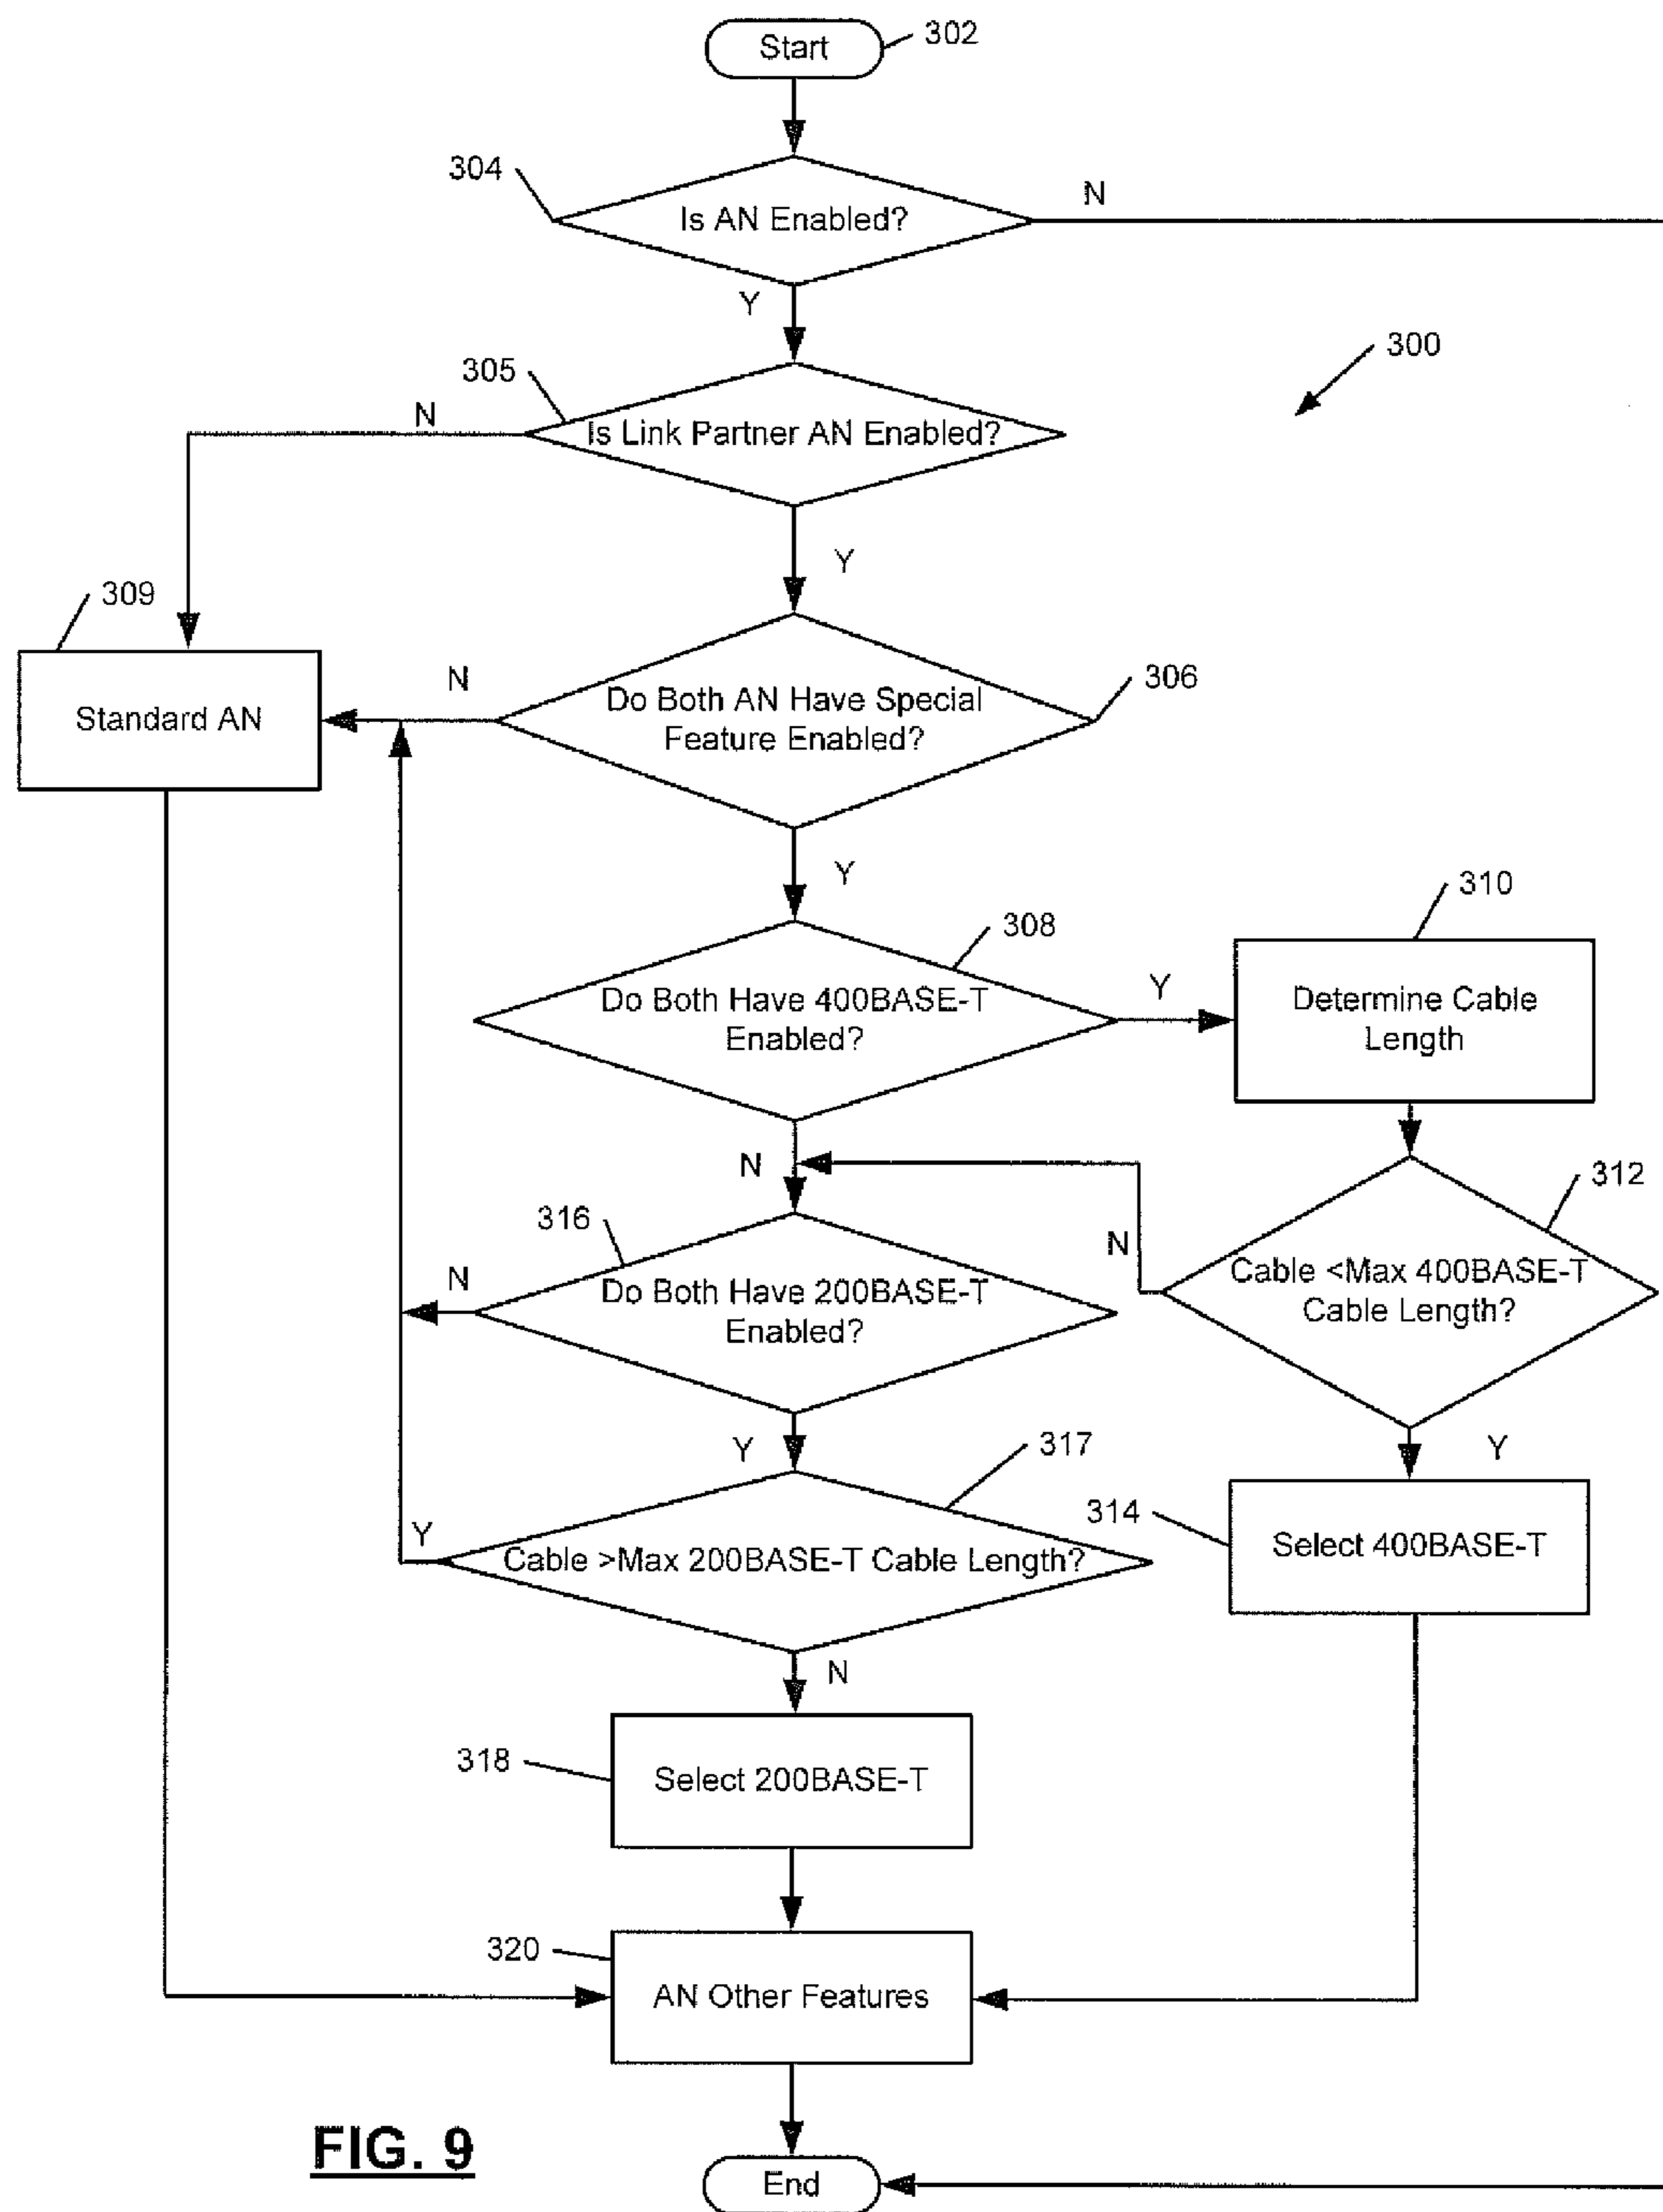 Start
302
304
Is AN Enabled?
N
Y
300
305
N
Is Link Partner AN Enabled?
Y
309
Standard AN
N
Do Both AN Have Special
Feature Enabled?
306
Y
308
310
Do Both Have 400BASE-T
Enabled?
Y
Determine Cable
Length
N
312
316
N
Cable <Max 400BASE-T
Cable Length?
N
Do Both Have 200BASE-T
Enabled?
Y
317
Y
314
Select 400BASE-T
Y
Cable >Max 200BASE-T Cable Length?
N
318
Select 200BASE-T
320
AN Other Features
FIG. 9
End